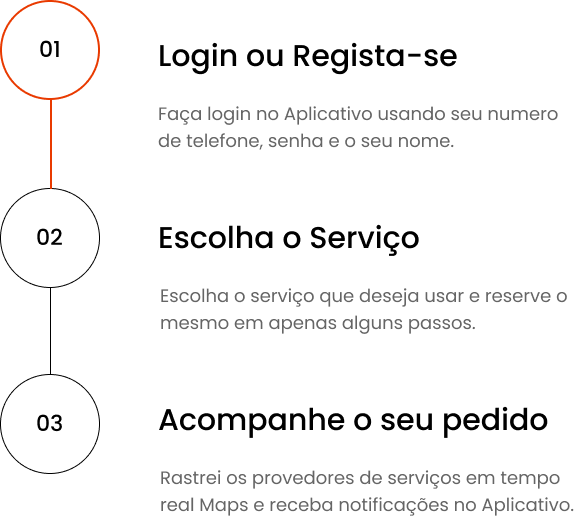 01
Login ou Regista-se
Faça login no Aplicativo usando seu numero
de telefone, senha e o seu nome.
02
Escolha o Serviço
Escolha o serviço que deseja usar e reserve o
mesmo em apenas alguns passos.
03
Acompanhe o seu pedido
Rastrei os provedores de serviços em tempo
real Maps e receba notificações no Aplicativo.